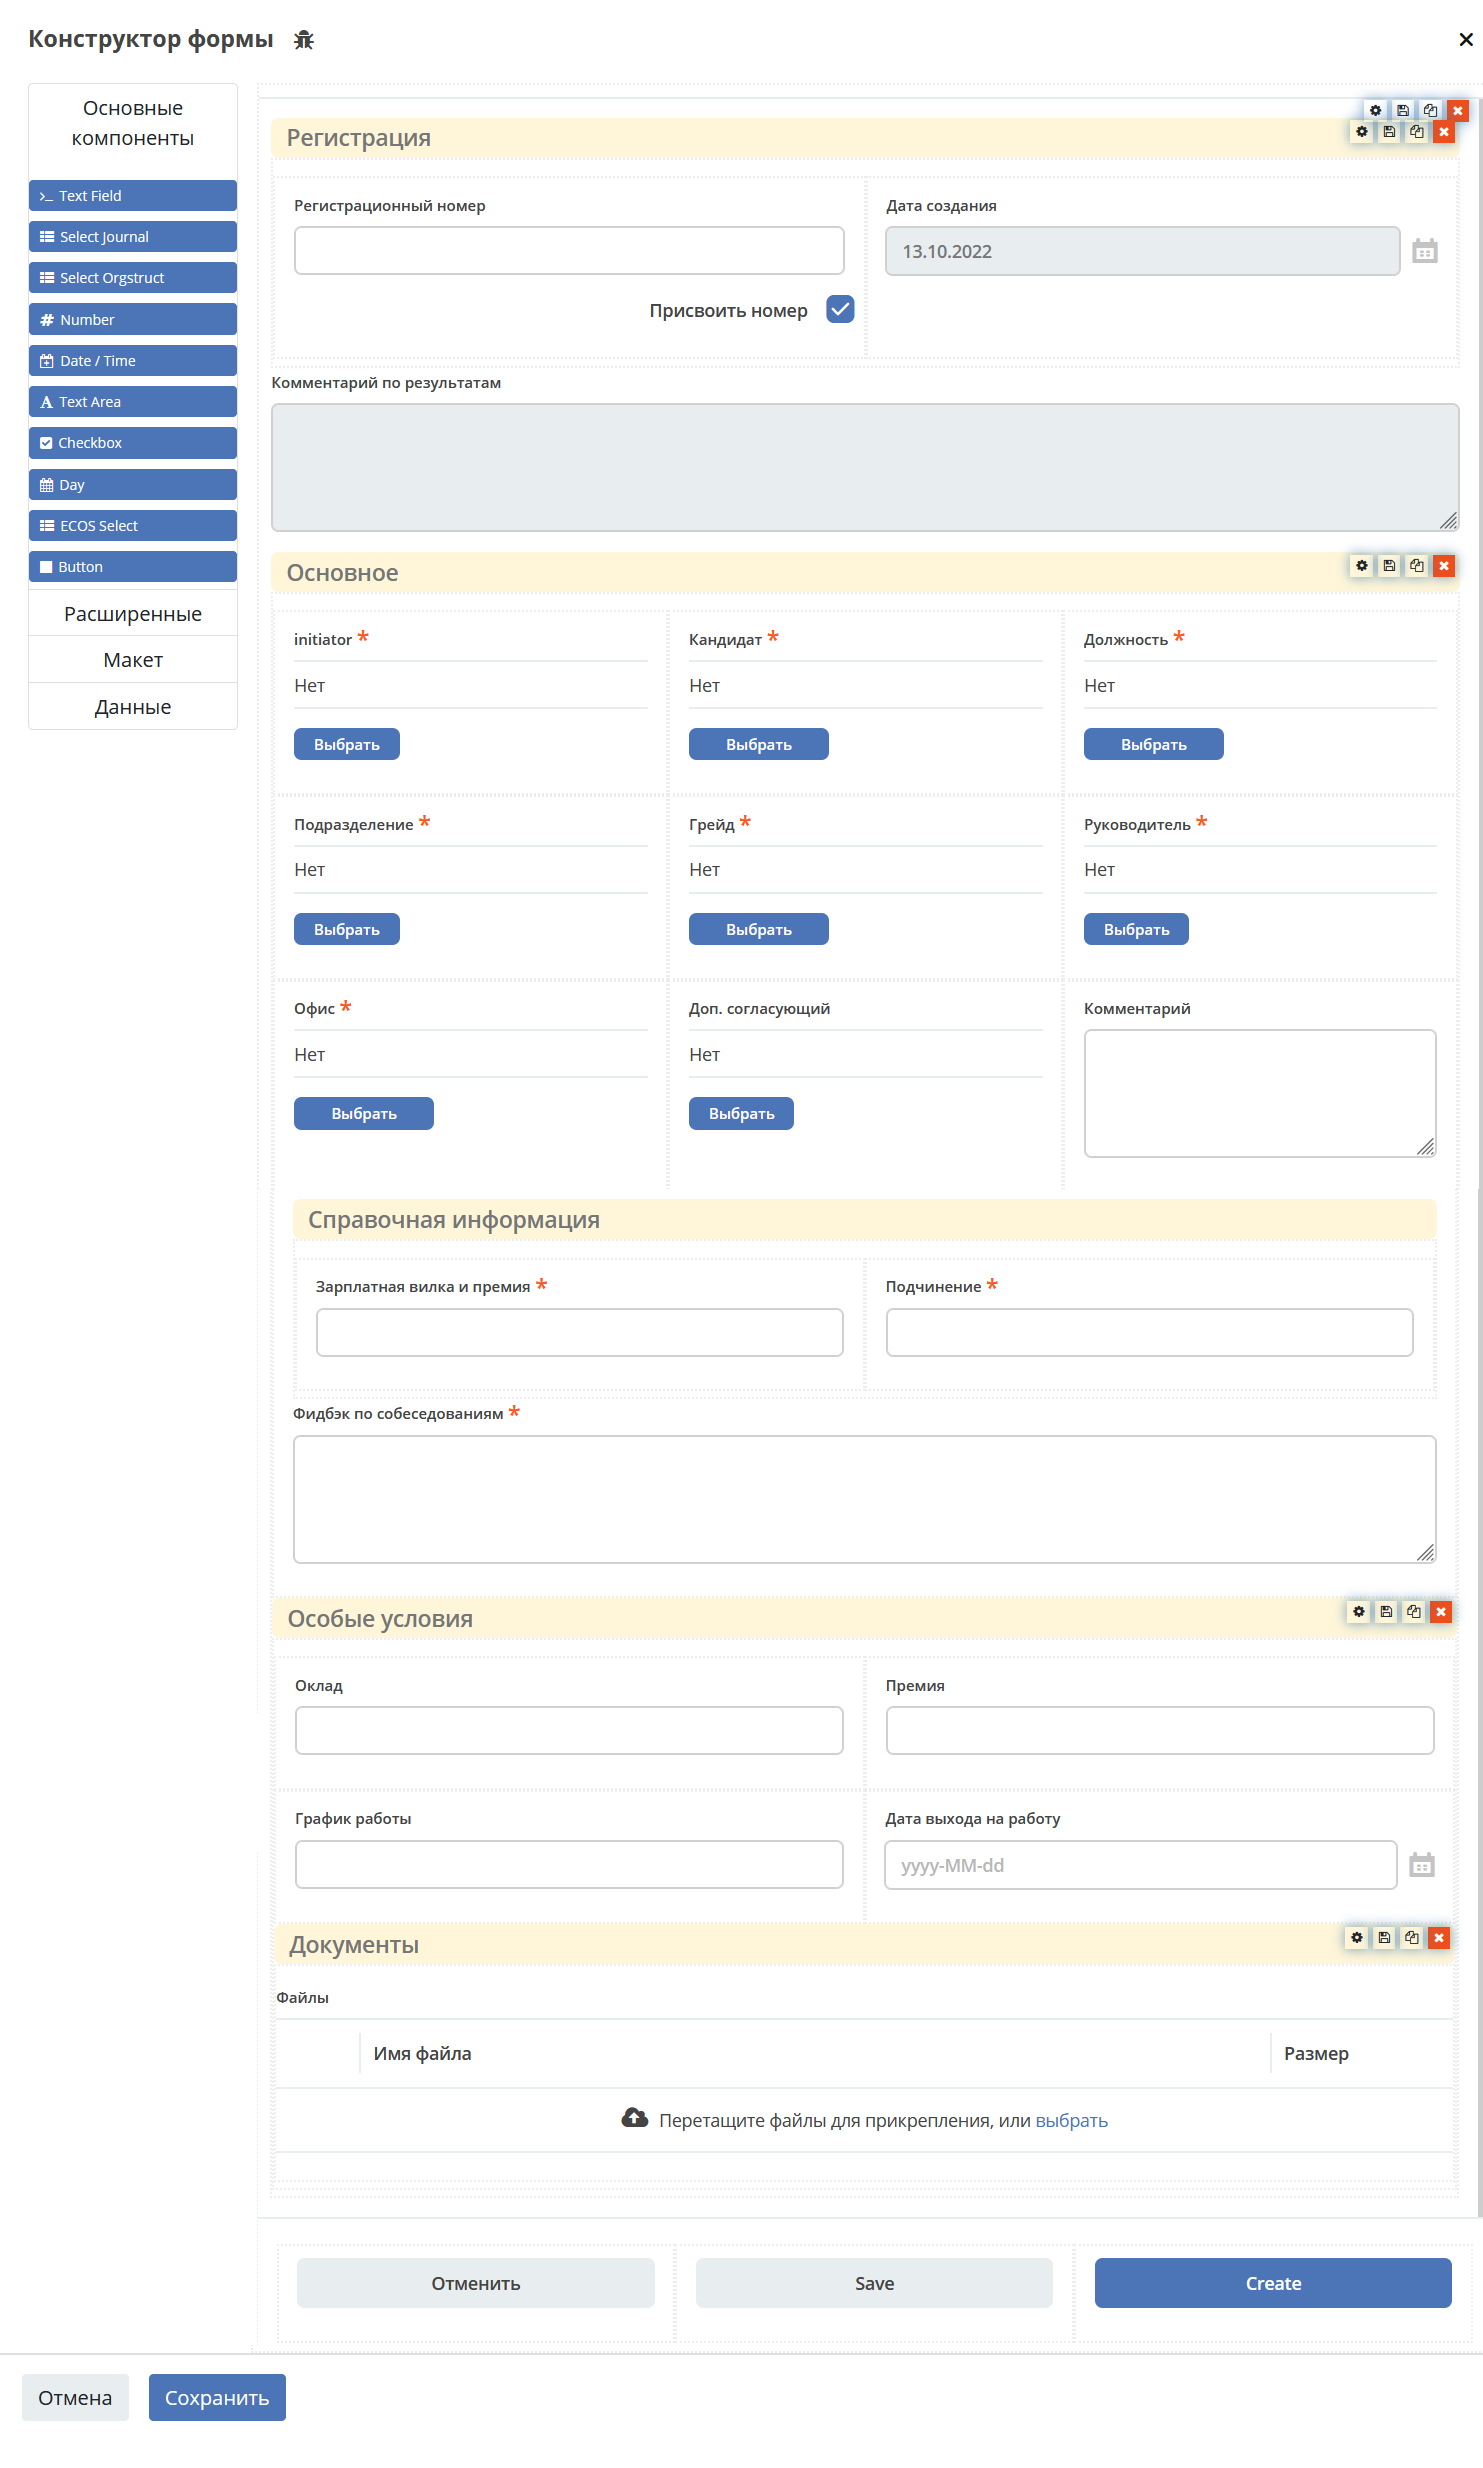 Конструктор формы
Основные
компоненты
Text Field
Select Journal
Select Orgstruct
Number
Date / Time
Text Area
Checkbox
Day
ECOS Select
Button
Расширенные
Макет
Данные
Регистрация
Регистрационный номер
Дата создания
13.10.2022
Присвоить номер
Комментарий по результатам
Основное
initiator *
Кандидат *
Должность *
Нет
Нет
Нет
Выбрать
Выбрать
Выбрать
Подразделение *
Грейд *
Руководитель *
Нет
Нет
Нет
Выбрать
Выбрать
Выбрать
Офис *
Доп. согласующий
Комментарий
Нет
Нет
Выбрать
Выбрать
Справочная информация
Зарплатная вилка и премия *
Подчинение *
Фидбэк по собеседованиям *
Особые условия
Оклад
Премия
График работы
Дата выхода на работу
yyyy-MM-dd
Документы
Файлы
Имя файла
Размер
Перетащите файлы для прикрепления, или выбрать
Отменить
Save
Create
Отмена
Сохранить